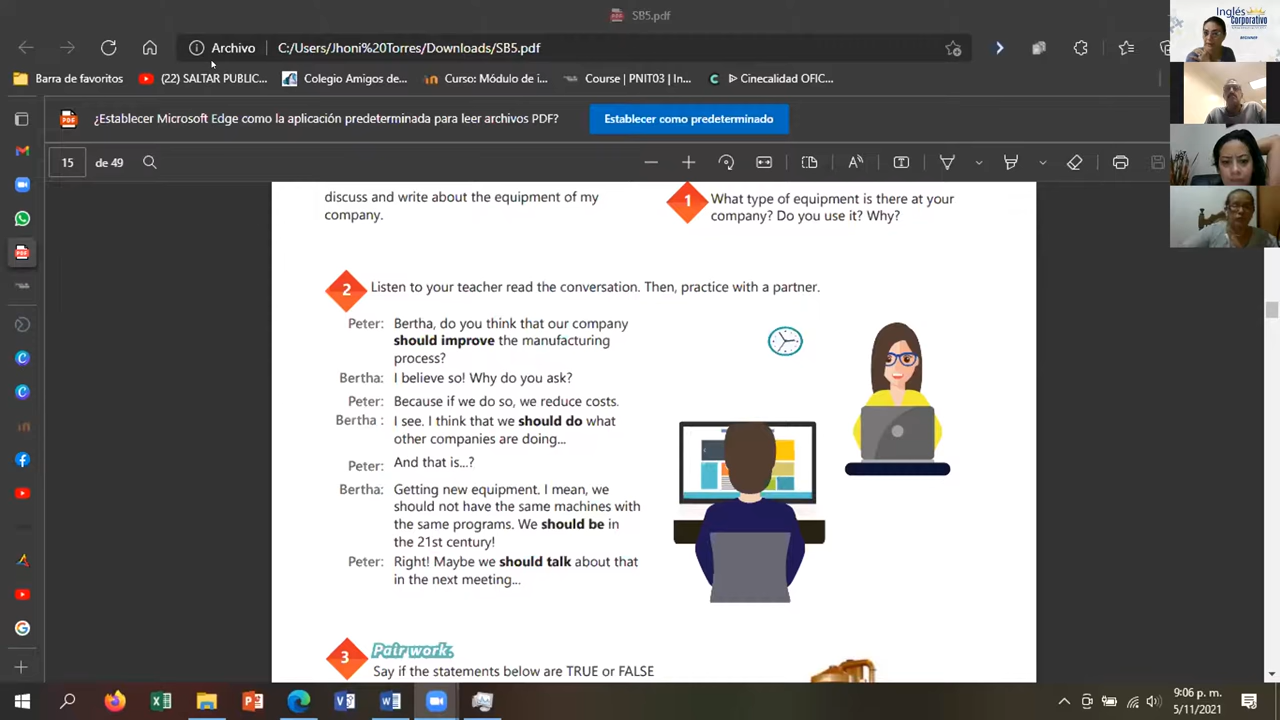 SB5.pdf
Archivo
C:/Users/Jhoni%20Torres/Downloads/SB5.pdf
Barra de favoritos
(22) SALTAR PUBLIC...
Colegio Amigos de...
Curso: Módulo de I...
Course | PNIT03 | In...
▷ Cinecalidad OFIC...
¿Establecer Microsoft Edge como la aplicación predeterminada para leer archivos PDF?
Establecer como predeterminado
15 de 49
discuss and write about the equipment of my
company.
1 What type of equipment is there at your
company? Do you use it? Why?
2 Listen to your teacher read the conversation. Then, practice with a partner.
Peter: Bertha, do you think that our company
should improve the manufacturing
process?
Bertha: I believe so! Why do you ask?
Peter: Because if we do so, we reduce costs.
Bertha : I see. I think that we should do what
other companies are doing...
Peter: And that is...?
Bertha: Getting new equipment. I mean, we
should not have the same machines with
the same programs. We should be in
the 21st century!
Peter: Right! Maybe we should talk about that
in the next meeting...
3 Pair work.
Say if the statements below are TRUE or FALSE
Inglés
Corporativo
BEGINNER
9:06 p. m.
5/11/2021